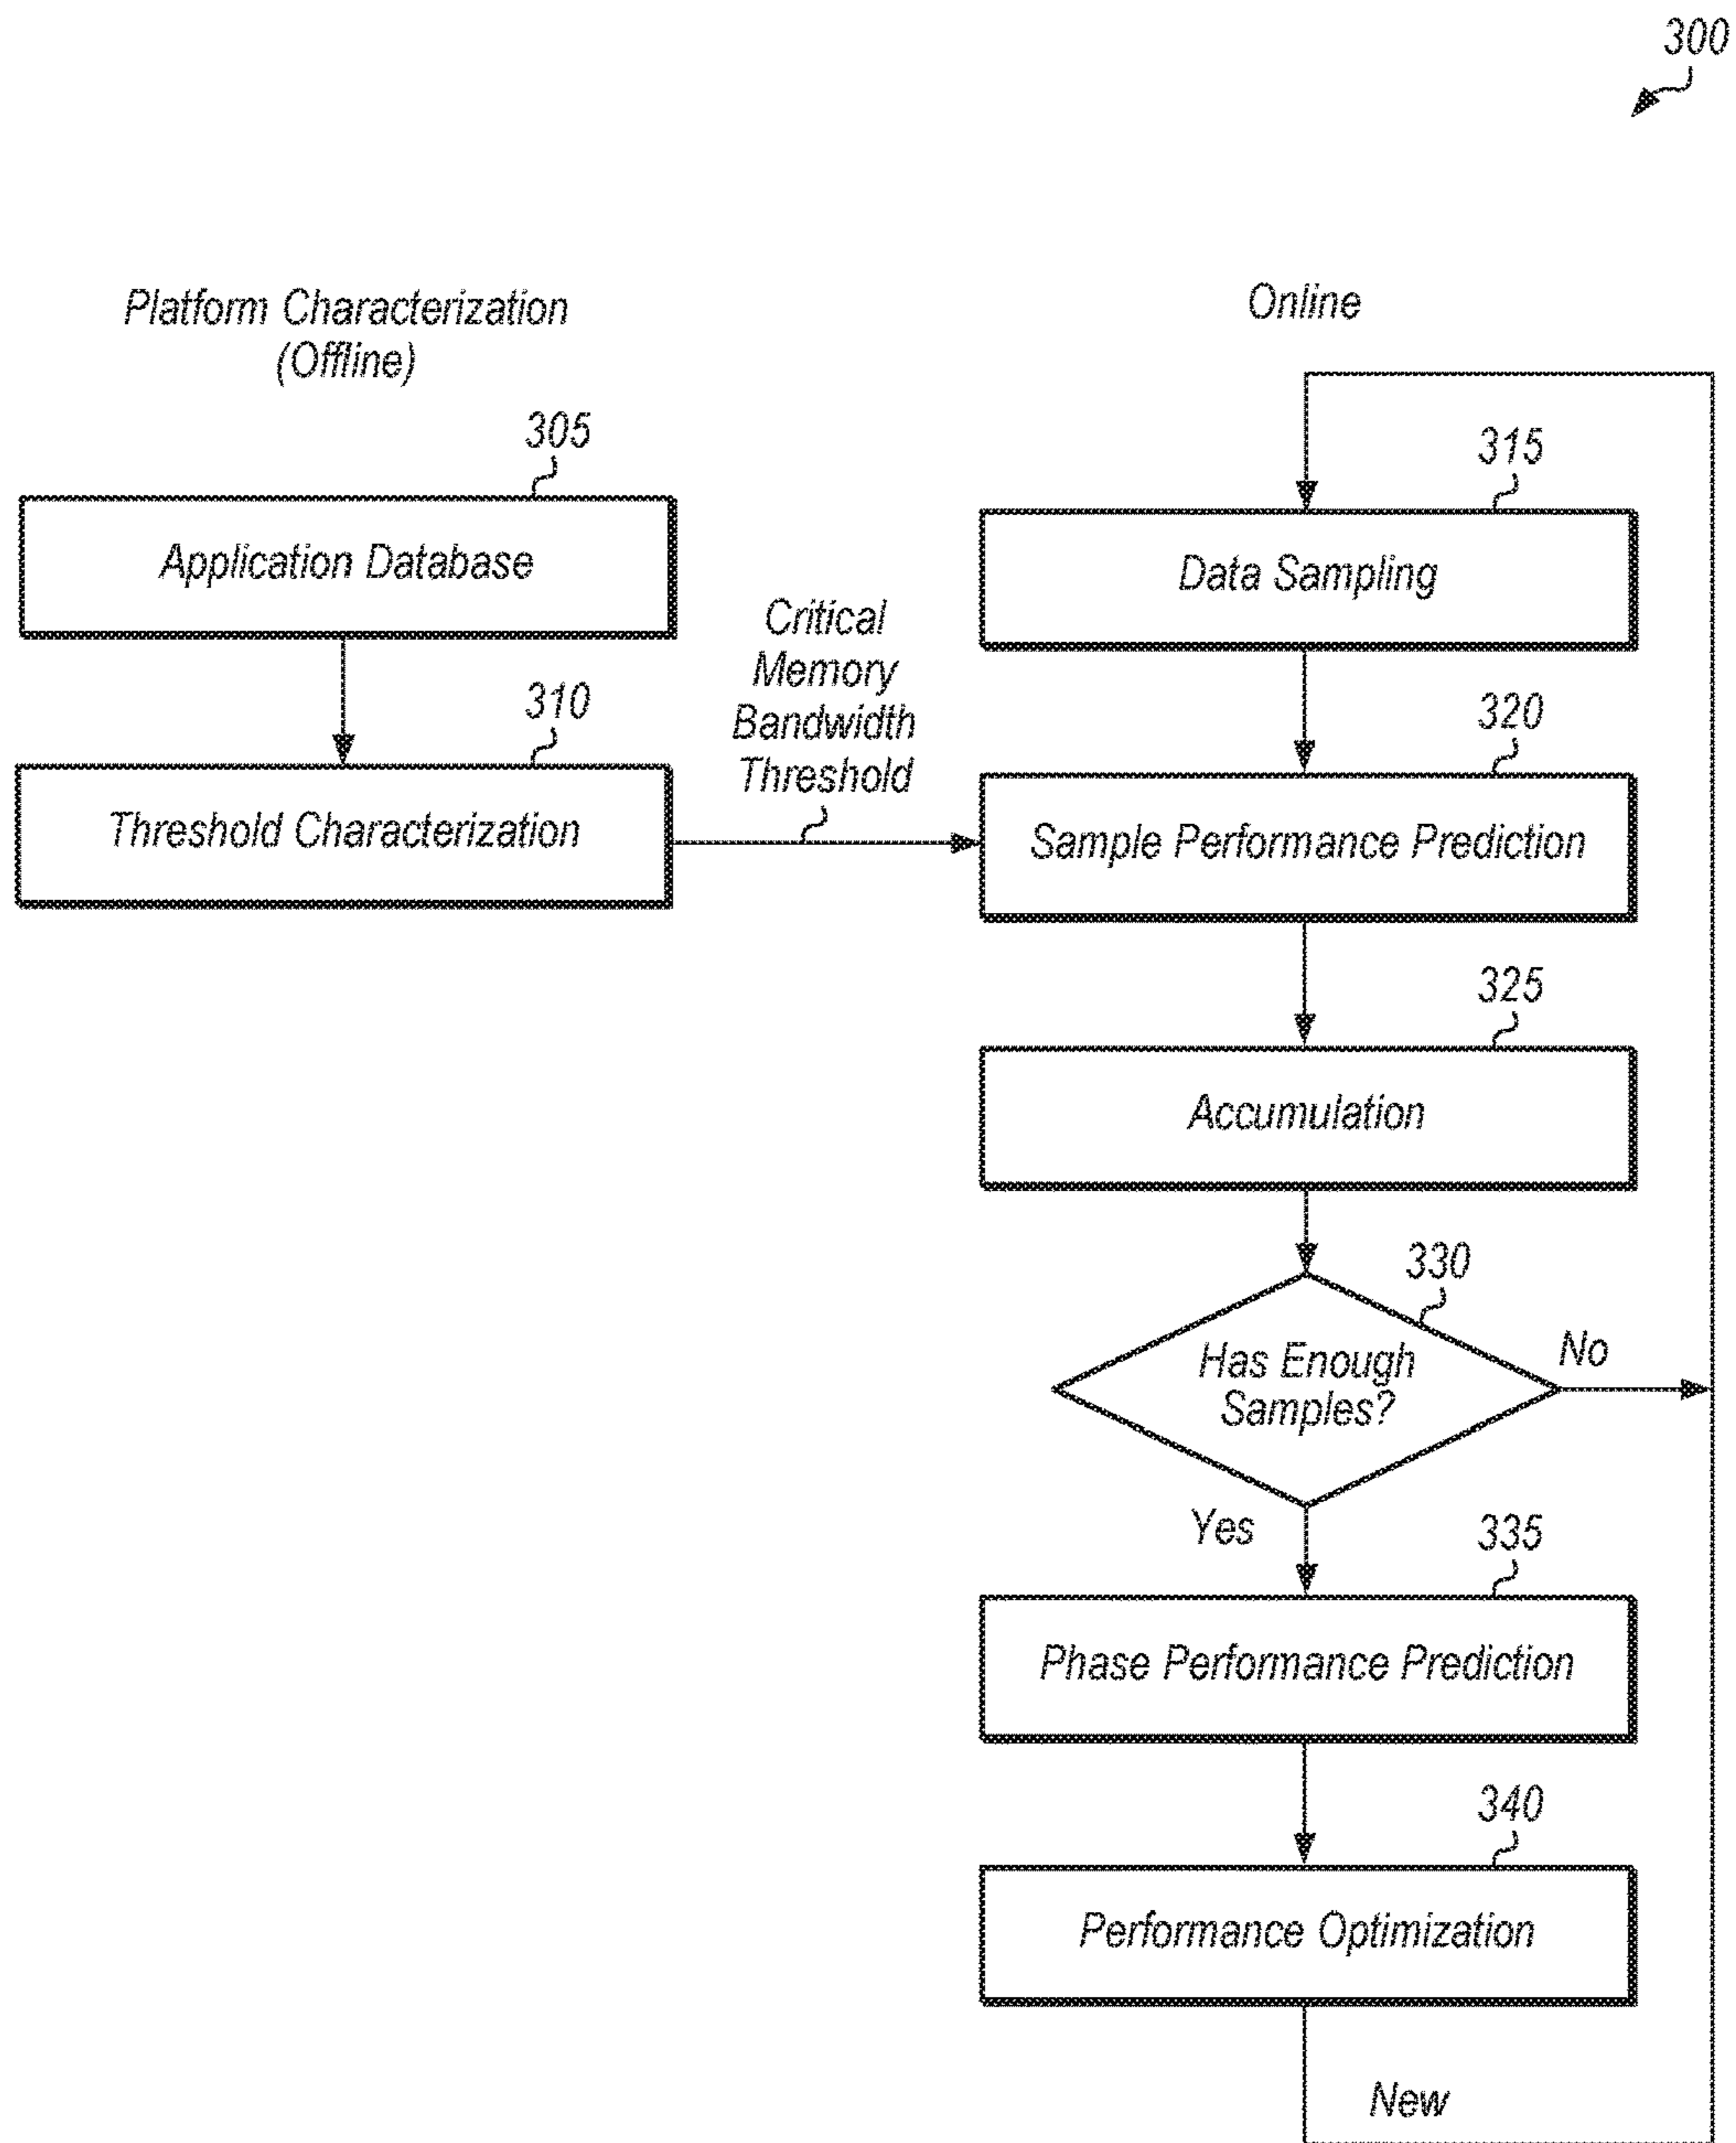 300
Platform Characterization
(Offline)
305
Application Database
310
Threshold Characterization
Critical
Memory
Bandwidth
Threshold
Online
315
Data Sampling
320
Sample Performance Prediction
325
Accumulation
330
Has Enough
Samples?
No
Yes
335
Phase Performance Prediction
340
Performance Optimization
New